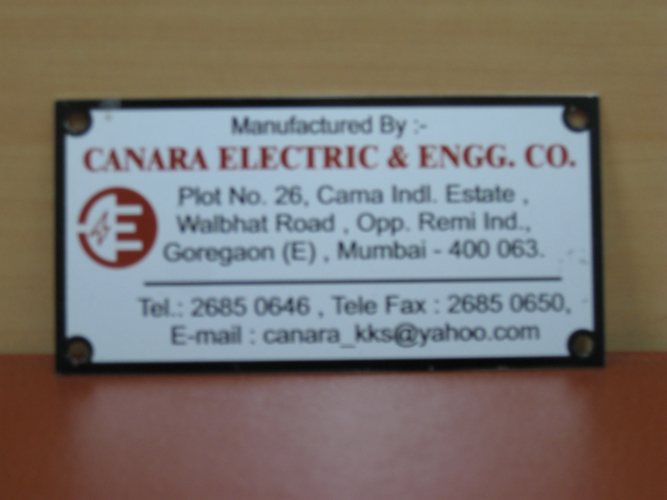 Manufactured By :-
CANARA ELECTRIC & ENGG. CO.
Plot No. 26, Cama Indl. Estate ,
Walbhat Road , Opp. Remi Ind.,
Goregaon (E) , Mumbai - 400 063.
Tel.: 2685 0646 , Tele Fax : 2685 0650,
E-mail : canara_kks@yahoo.com